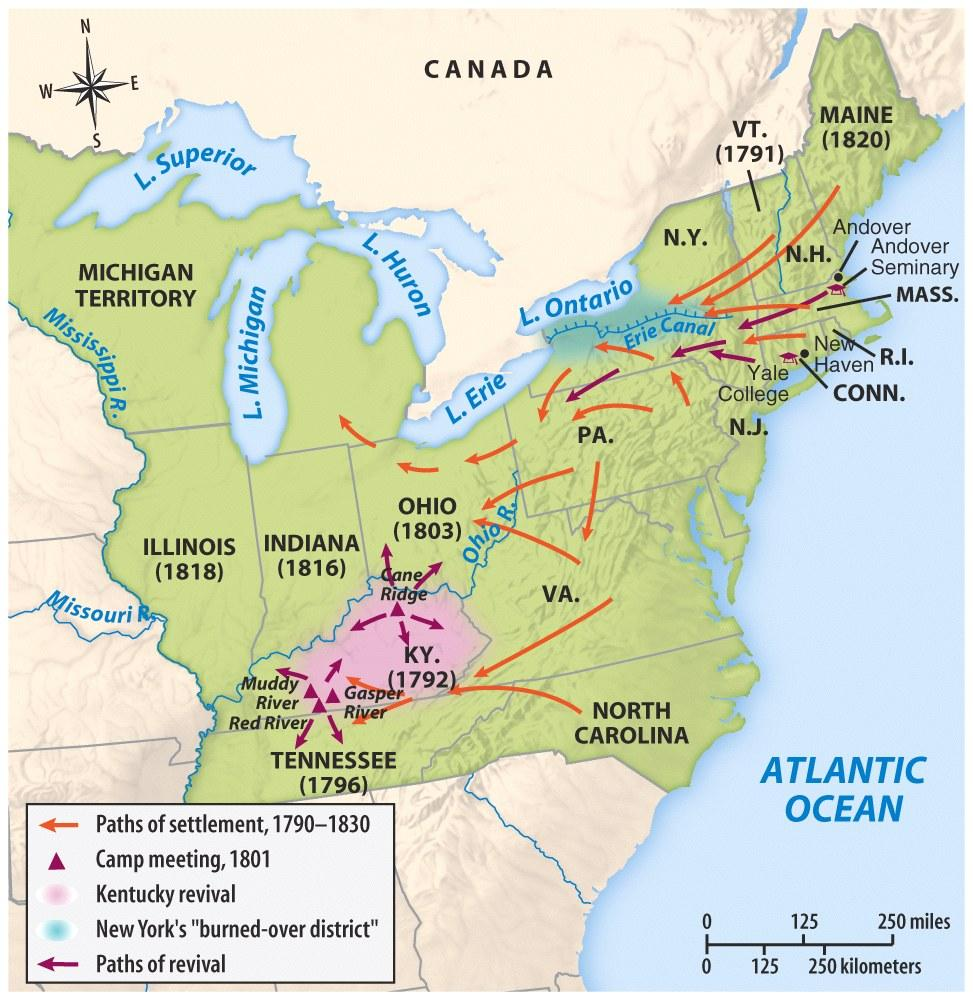 N
W
E
S
CANADA
L. Superior
MAINE
(1820)
VT.
(1791)
Andover
Andover
Seminary
N.Y.
N.H.
L. Huron
MICHIGAN
TERRITORY
L. Ontario
MASS.
L. Michigan
Mississippi R.
Erie Canal
New
Haven
R.I.
Yale
College
CONN.
L. Erie
N.J.
PA.
OHIO
(1803)
Ohio R.
ILLINOIS
(1818)
INDIANA
(1816)
Cane
Ridge
VA.
Missouri R.
KY.
(1792)
Muddy
River
Red River
Gasper
River
NORTH
CAROLINA
TENNESSEE
(1796)
ATLANTIC
OCEAN
Paths of settlement, 1790–1830
Camp meeting, 1801
Kentucky revival
New York's "burned-over district"
Paths of revival
0 125 250 miles
0 125 250 kilometers